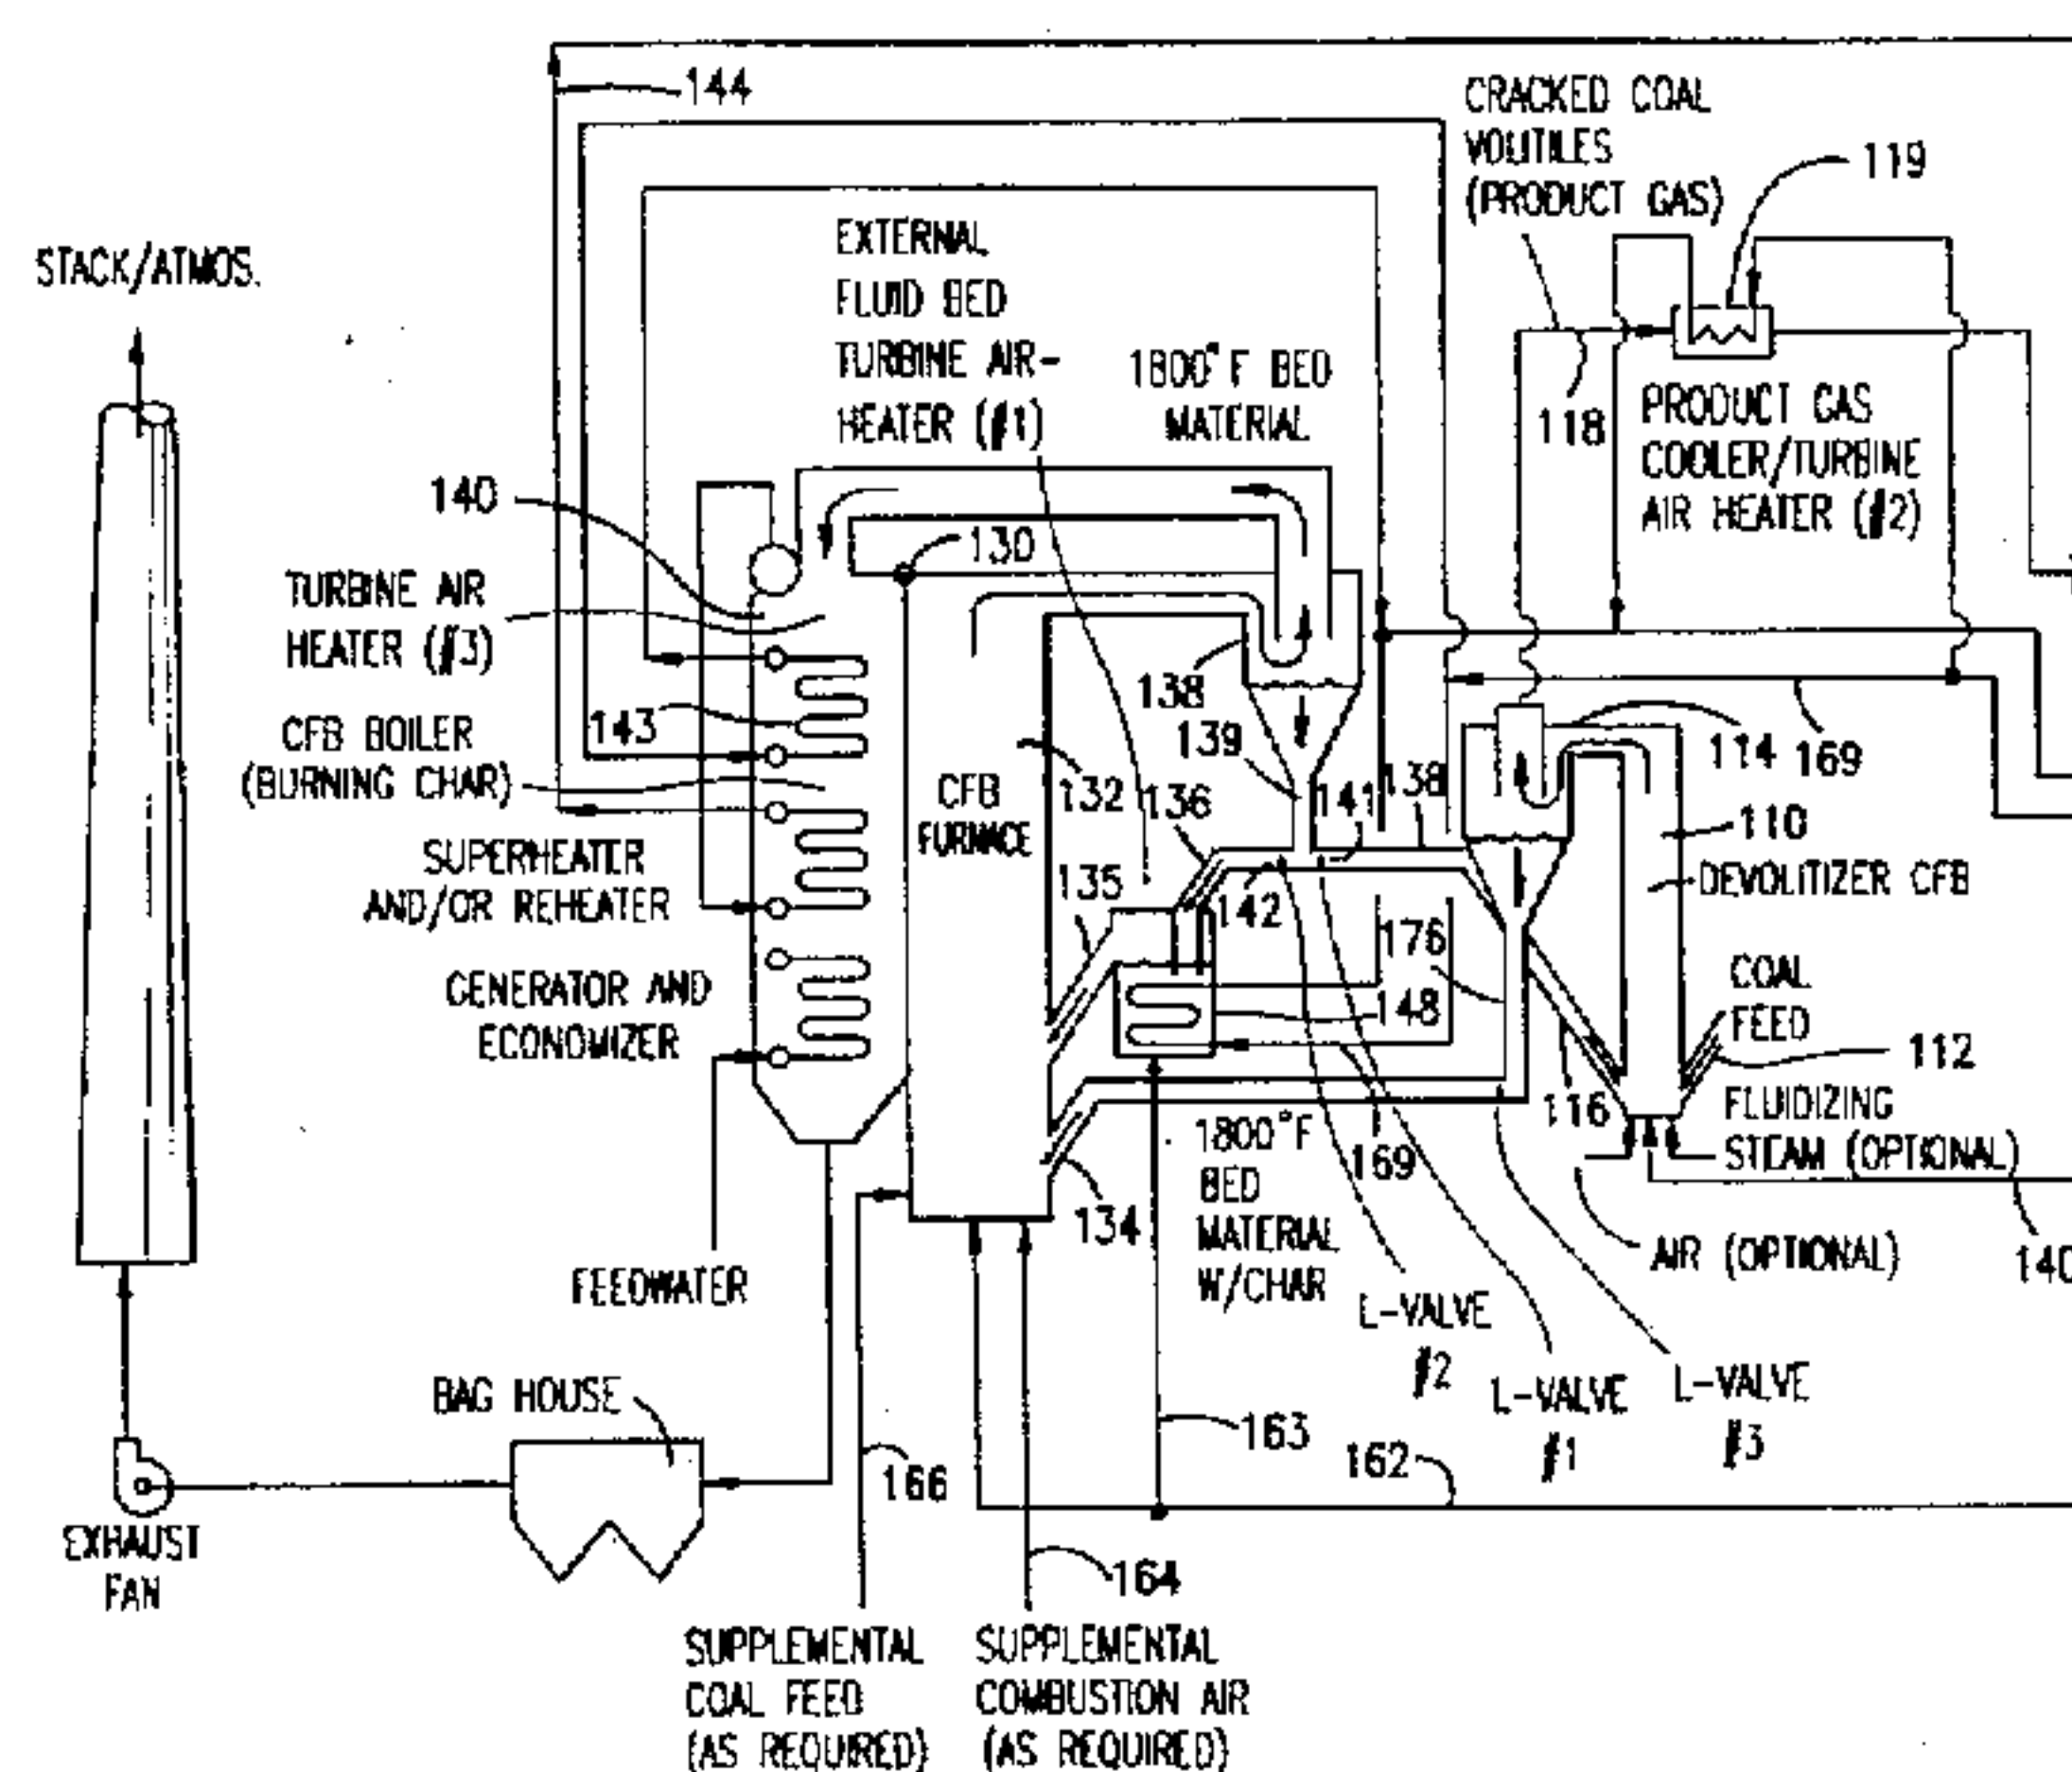 144
CRACKED COAL
VOLITILES
(PRODUCT GAS)
119
STACK/ATMOS.
EXTERNAL
FLUID BED
TURBINE AIR-
HEATER (#1)
1800°F BED
MATERIAL
118
PRODUCT GAS
COOLER/TURBINE
AIR HEATER (#2)
140
130
TURBINE AIR
HEATER (#3)
138
143
139
CFB BOILER
(BURNING CHAR)
CFB
FURNACE
132
136
141
138
114
169
110
DEVOLITIZER CFB
SUPERHEATER
AND/OR REHEATER
135
142
176
148
GENERATOR AND
ECONOMIZER
COAL
FEED
112
116
FLUIDIZING
STEAM (OPTIONAL)
1800°F
BED
MATERIAL
W/CHAR
169
134
AIR (OPTIONAL)
140
FEEDWATER
L-VALVE
#2
L-VALVE
#1
L-VALVE
#3
BAG HOUSE
163
162
166
EXHAUST
FAN
164
SUPPLEMENTAL
COAL FEED
(AS REQUIRED)
SUPPLEMENTAL
COMBUSTION AIR
(AS REQUIRED)